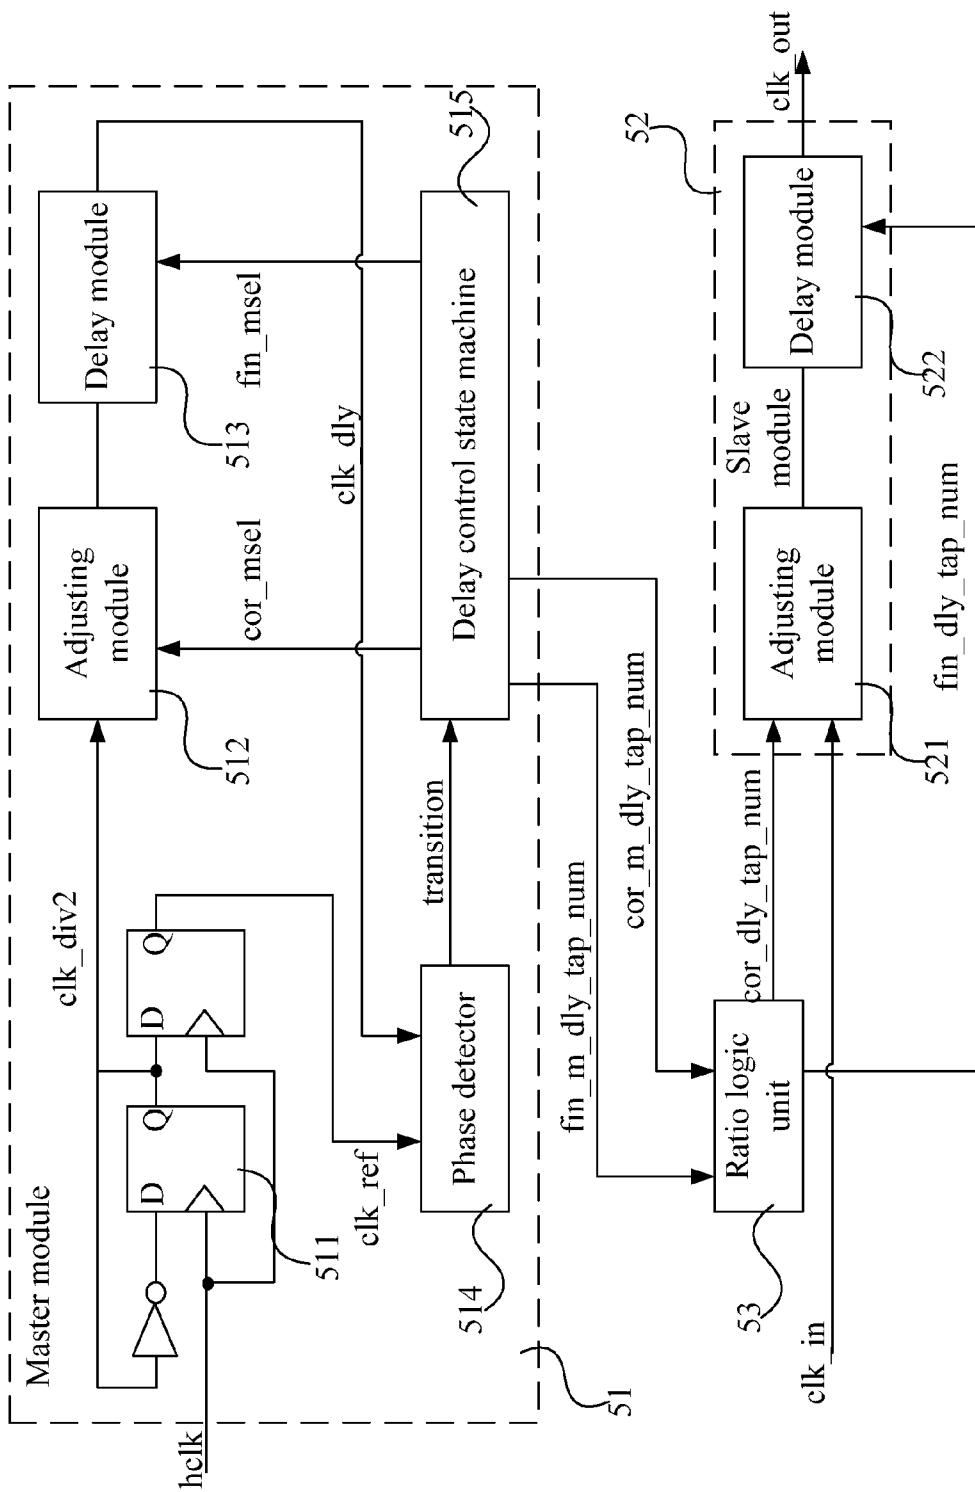 Master module
hclk
clk_div2
D
Q
D
Q
511
clk_ref
Adjusting
module
512
Delay module
513
cor_msel
fin_msel
clk_dly
Phase detector
514
transition
Delay control state machine
515
51
fin_m_dly_tap_num
cor_m_dly_tap_num
Ratio logic
unit
53
cor_dly_tap_num
clk_in
Adjusting
module
521
Slave
module
Delay module
522
52
clk_out
fin_dly_tap_num